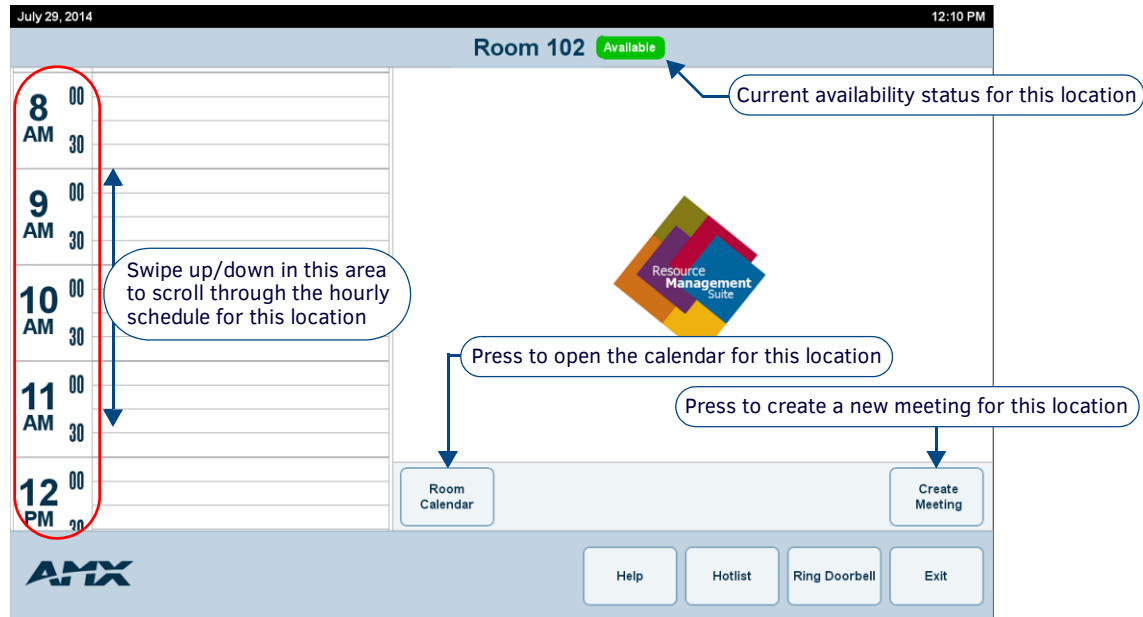 July 29, 2014
12:10 PM
Room 102
Available
Current availability status for this location
8
AM
00
30
9
AM
00
30
10
AM
00
30
11
AM
00
30
12
PM
00
30
Swipe up/down in this area
to scroll through the hourly
schedule for this location
Resource
Management
Suite
Press to open the calendar for this location
Press to create a new meeting for this location
Room
Calendar
Create
Meeting
AMX
Help
Hotlist
Ring Doorbell
Exit